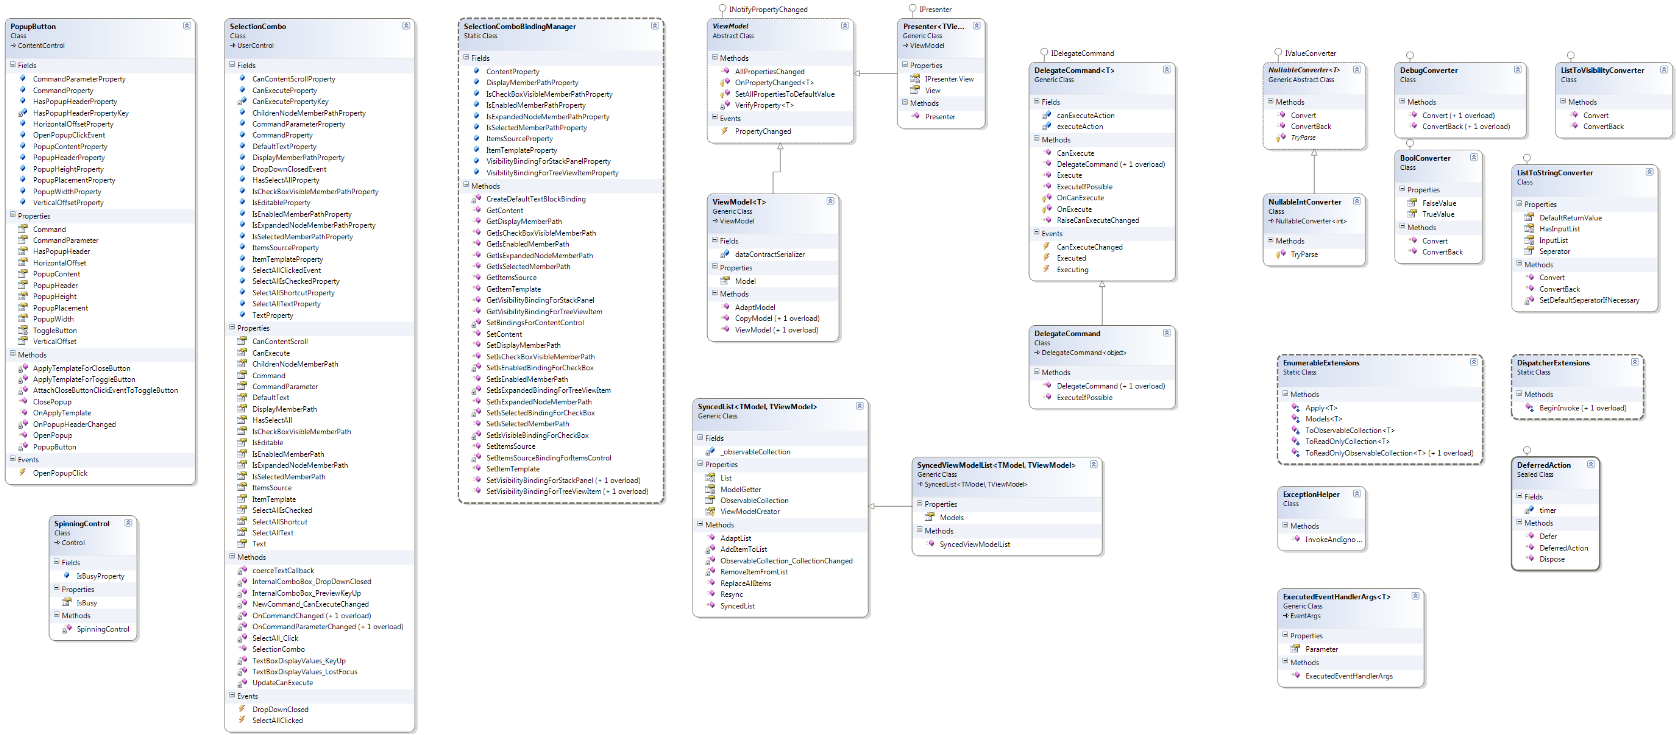 PopupButton
Class
ContentControl
Fields
CommandParameterProperty
CommandProperty
HasPopupHeaderProperty
HasPopupHeaderPropertyKey
HorizontalOffsetProperty
OpenPopupClickEvent
PopupContentProperty
PopupHeaderProperty
PopupHeightProperty
PopupPlacementProperty
PopupWidthProperty
VerticalOffsetProperty
Properties
Command
CommandParameter
HasPopupHeader
HorizontalOffset
PopupContent
PopupHeader
PopupHeight
PopupPlacement
PopupWidth
ToggleButton
VerticalOffset
Methods
ApplyTemplateForCloseButton
ApplyTemplateForToggleButton
AttachCloseButtonClickEventToToggleButton
ClosePopup
OnApplyTemplate
OnPopupHeaderChanged
OpenPopup
PopupButton
Events
OpenPopupClick
SpinningControl
Class
Control
Fields
IsBusyProperty
Properties
IsBusy
Methods
SpinningControl
SelectionCombo
Class
UserControl
Fields
CanContentScrollProperty
CanExecuteProperty
CanExecutePropertyKey
ChildrenNodeMemberPathProperty
CommandParameterProperty
CommandProperty
DefaultTextProperty
DisplayMemberPathProperty
DropDownClosedEvent
HasSelectAllProperty
IsCheckBoxVisibleMemberPathProperty
IsEditableProperty
IsEnabledMemberPathProperty
IsExpandedNodeMemberPathProperty
IsSelectedMemberPathProperty
ItemsSourceProperty
ItemTemplateProperty
SelectAllClickedEvent
SelectAllIsCheckedProperty
SelectAllShortcutProperty
SelectAllTextProperty
TextProperty
Properties
CanContentScroll
CanExecute
ChildrenNodeMemberPath
Command
CommandParameter
DefaultText
DisplayMemberPath
HasSelectAll
IsCheckBoxVisibleMemberPath
IsEditable
IsEnabledMemberPath
IsExpandedNodeMemberPath
IsSelectedMemberPath
ItemsSource
ItemTemplate
SelectAllIsChecked
SelectAllShortcut
SelectAllText
Text
Methods
coerceTextCallback
InternalComboBox_DropDownClosed
InternalComboBox_PreviewKeyUp
NewCommand_CanExecuteChanged
OnCommandChanged (+ 1 overload)
OnCommandParameterChanged (+ 1 overload)
SelectAll_Click
SelectionCombo
TextBoxDisplayValues_KeyUp
TextBoxDisplayValues_LostFocus
UpdateCanExecute
Events
DropDownClosed
SelectAllClicked
SelectionComboBindingManager
Static Class
Fields
ContentProperty
DisplayMemberPathProperty
IsCheckBoxVisibleMemberPathProperty
IsEnabledMemberPathProperty
IsExpandedNodeMemberPathProperty
IsSelectedMemberPathProperty
ItemsSourceProperty
ItemTemplateProperty
VisibilityBindingForStackPanelProperty
VisibilityBindingForTreeViewItemProperty
Methods
CreateDefaultTextBlockBinding
GetContent
GetDisplayMemberPath
GetIsCheckBoxVisibleMemberPath
GetIsEnabledMemberPath
GetIsExpandedNodeMemberPath
GetIsSelectedMemberPath
GetItemsSource
GetItemTemplate
GetVisibilityBindingForStackPanel
GetVisibilityBindingForTreeViewItem
SetBindingsForContentControl
SetContent
SetDisplayMemberPath
SetIsCheckBoxVisibleMemberPath
SetIsEnabledBindingForCheckBox
SetIsEnabledMemberPath
SetIsExpandedBindingForTreeViewItem
SetIsExpandedNodeMemberPath
SetIsSelectedBindingForCheckBox
SetIsSelectedMemberPath
SetIsVisibleBindingForCheckBox
SetItemsSource
SetItemsSourceBindingForItemsControl
SetItemTemplate
SetVisibilityBindingForStackPanel (+ 1 overload)
SetVisibilityBindingForTreeViewItem (+ 1 overload)
INotifyPropertyChanged
ViewModel
Abstract Class
Methods
AllPropertiesChanged
OnPropertyChanged<T>
SetAllPropertiesToDefaultValue
VerifyProperty<T>
Events
PropertyChanged
IPresenter
Presenter<TVie...
Generic Class
ViewModel
Properties
IPresenter.View
View
Methods
Presenter
ViewModel<T>
Generic Class
ViewModel
Fields
dataContractSerializer
Properties
Model
Methods
AdaptModel
CopyModel (+ 1 overload)
ViewModel (+ 1 overload)
SyncedList<TModel, TViewModel>
Generic Class
Fields
_observableCollection
Properties
List
ModelGetter
ObservableCollection
ViewModelCreator
Methods
AdaptList
AddItemToList
ObservableCollection_CollectionChanged
RemoveItemFromList
ReplaceAllItems
Resync
SyncedList
SyncedViewModelList<TModel, TViewModel>
Generic Class
SyncedList<TModel, TViewModel>
Properties
Models
Methods
SyncedViewModelList
IDelegateCommand
DelegateCommand<T>
Generic Class
Fields
canExecuteAction
executeAction
Methods
CanExecute
DelegateCommand (+ 1 overload)
Execute
ExecuteIfPossible
OnCanExecute
OnExecute
RaiseCanExecuteChanged
Events
CanExecuteChanged
Executed
Executing
DelegateCommand
Class
DelegateCommand<object>
Methods
DelegateCommand (+ 1 overload)
ExecuteIfPossible
IValueConverter
NullableConverter<T>
Generic Abstract Class
Methods
Convert
ConvertBack
TryParse
NullableIntConverter
Class
NullableConverter<int>
Methods
TryParse
DebugConverter
Class
Methods
Convert (+ 1 overload)
ConvertBack (+ 1 overload)
BoolConverter
Class
Properties
FalseValue
TrueValue
Methods
Convert
ConvertBack
ListToVisibilityConverter
Class
Methods
Convert
ConvertBack
ListToStringConverter
Class
Properties
DefaultReturnValue
HasInputList
InputList
Seperator
Methods
Convert
ConvertBack
SetDefaultSeperatorIfNecessary
EnumerableExtensions
Static Class
Methods
Apply<T>
Models<T>
ToObservableCollection<T>
ToReadOnlyCollection<T>
ToReadOnlyObservableCollection<T> (+ 1 overload)
DispatcherExtensions
Static Class
Methods
BeginInvoke (+ 1 overload)
ExceptionHelper
Class
Methods
InvokeAndIgno...
DeferredAction
Sealed Class
Fields
timer
Methods
Defer
DeferredAction
Dispose
ExecutedEventHandlerArgs<T>
Generic Class
EventArgs
Properties
Parameter
Methods
ExecutedEventHandlerArgs